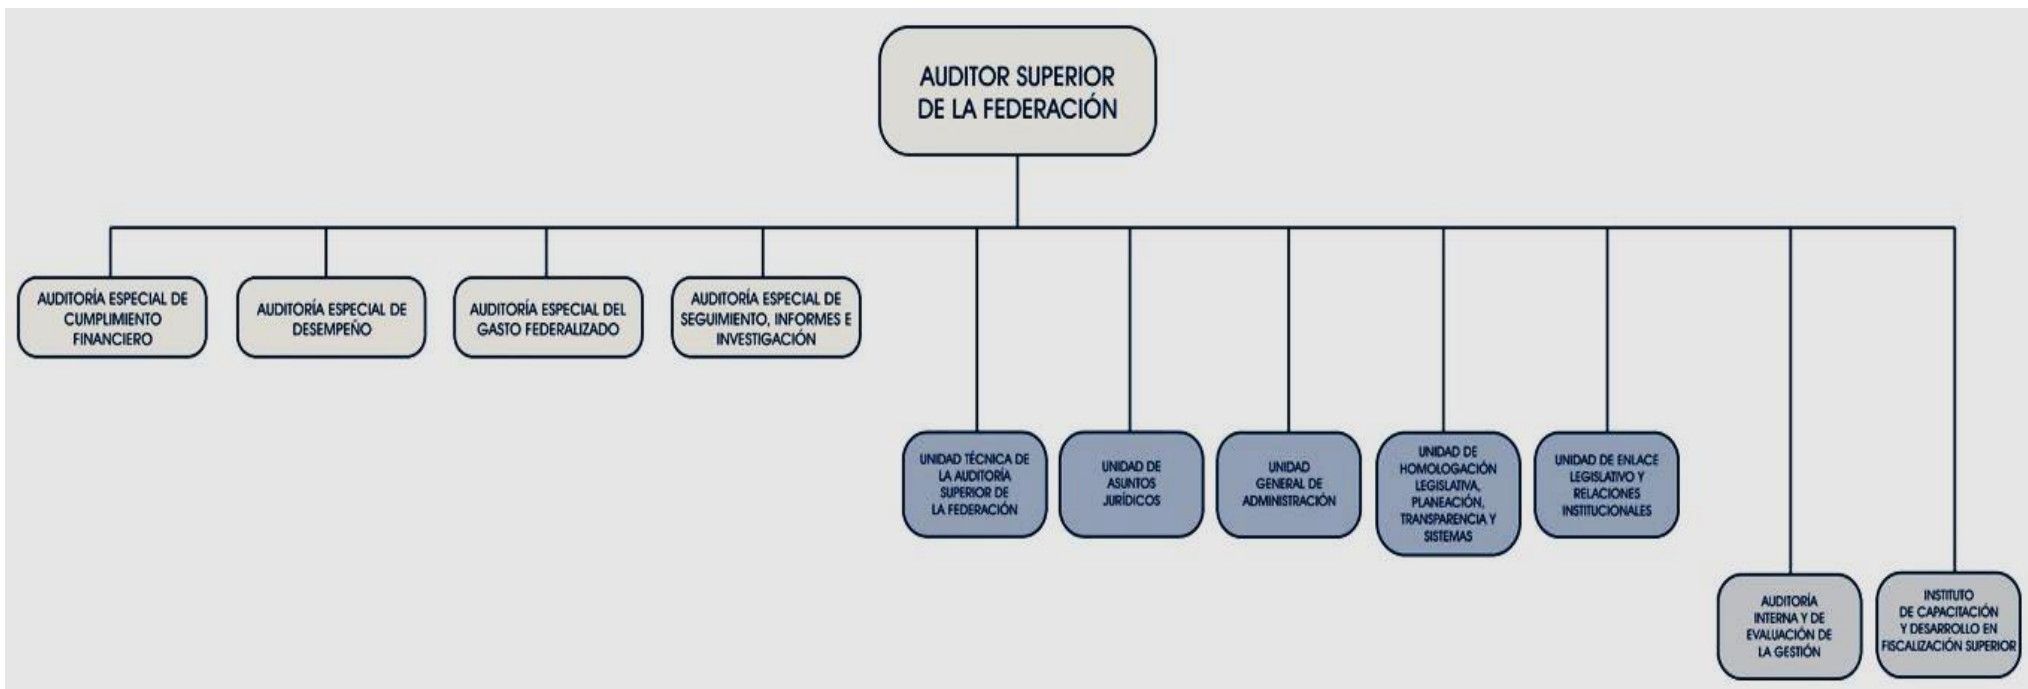 AUDITOR SUPERIOR
DE LA FEDERACIÓN
AUDITORÍA ESPECIAL DE
CUMPLIMIENTO
FINANCIERO
AUDITORÍA ESPECIAL DE
DESEMPEÑO
AUDITORÍA ESPECIAL DEL
GASTO FEDERALIZADO
AUDITORÍA ESPECIAL DE
SEGUIMIENTO, INFORMES E
INVESTIGACIÓN
UNIDAD TÉCNICA DE
LA AUDITORÍA
SUPERIOR DE
LA FEDERACIÓN
UNIDAD DE
ASUNTOS
JURÍDICOS
UNIDAD
GENERAL DE
ADMINISTRACIÓN
UNIDAD DE
HOMOLOGACIÓN
LEGISLATIVA,
PLANEACIÓN,
TRANSPARENCIA Y
SISTEMAS
UNIDAD DE ENLACE
LEGISLATIVO Y
RELACIONES
INSTITUCIONALES
AUDITORÍA
INTERNA Y DE
EVALUACIÓN DE
LA GESTIÓN
INSTITUTO
DE CAPACITACIÓN
Y DESARROLLO EN
FISCALIZACIÓN SUPERIOR